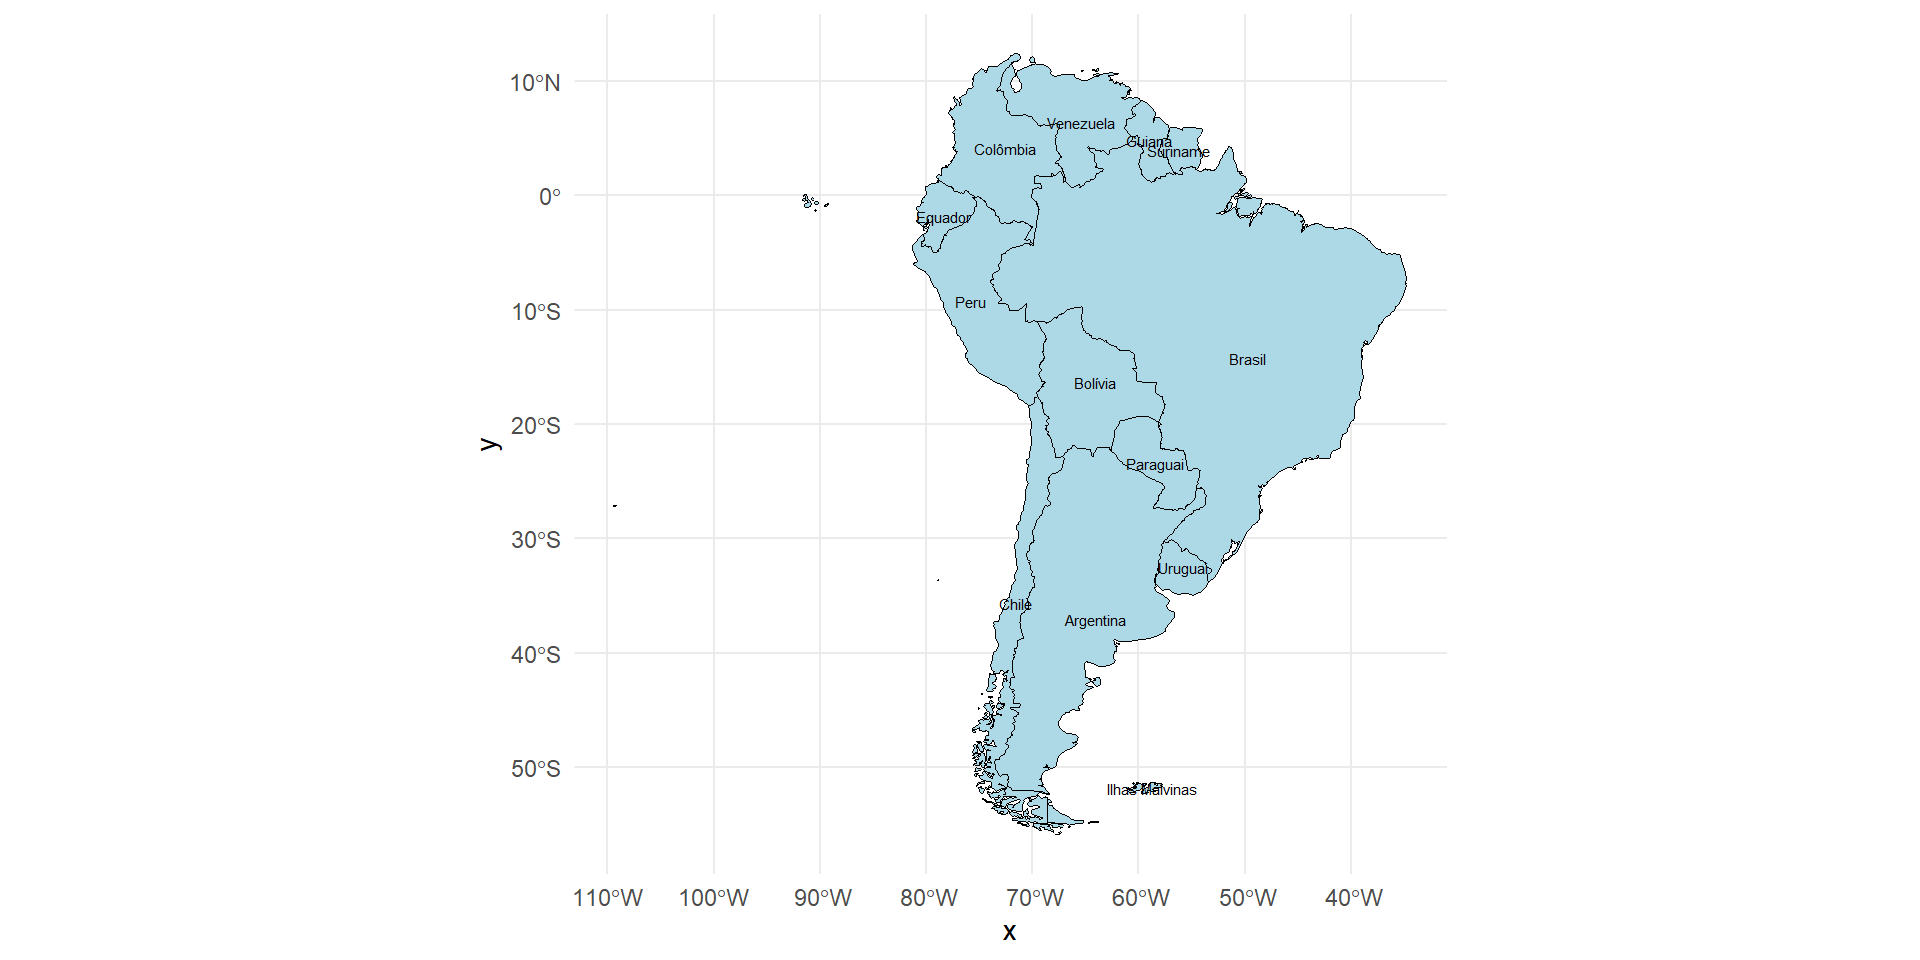 10°N
0°
10°S
20°S
30°S
40°S
50°S
y
Venezuela
Guiana
Colômbia
Suriname
Equador
Peru
Brasil
Bolívia
Paraguai
Uruguai
Chile
Argentina
Ilhas Malvinas
110°W 100°W 90°W 80°W 70°W 60°W 50°W 40°W
x